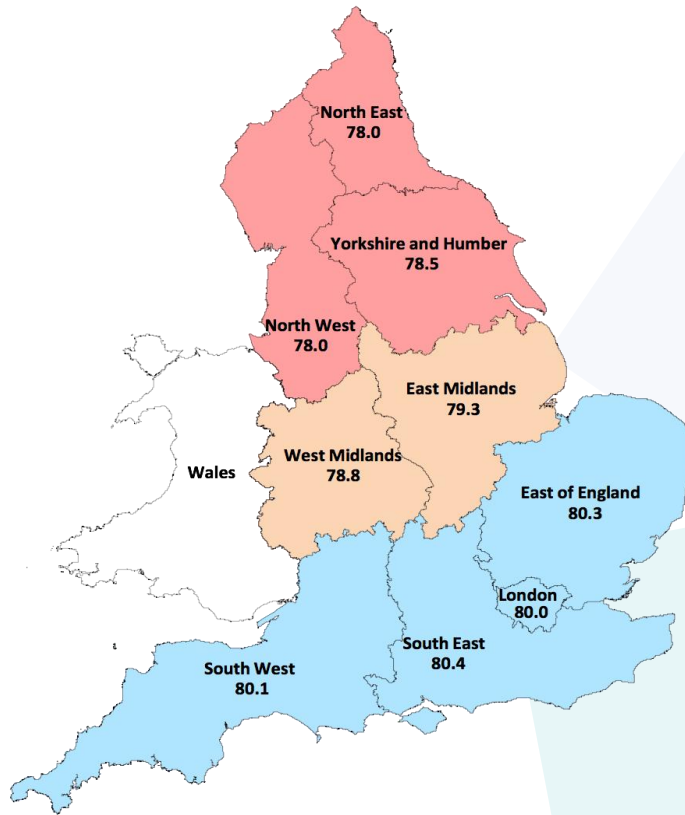 North East
78.0
Yorkshire and Humber
78.5
North West
78.0
East Midlands
79.3
West Midlands
78.8
Wales
East of England
80.3
London
80.0
South East
80.4
South West
80.1